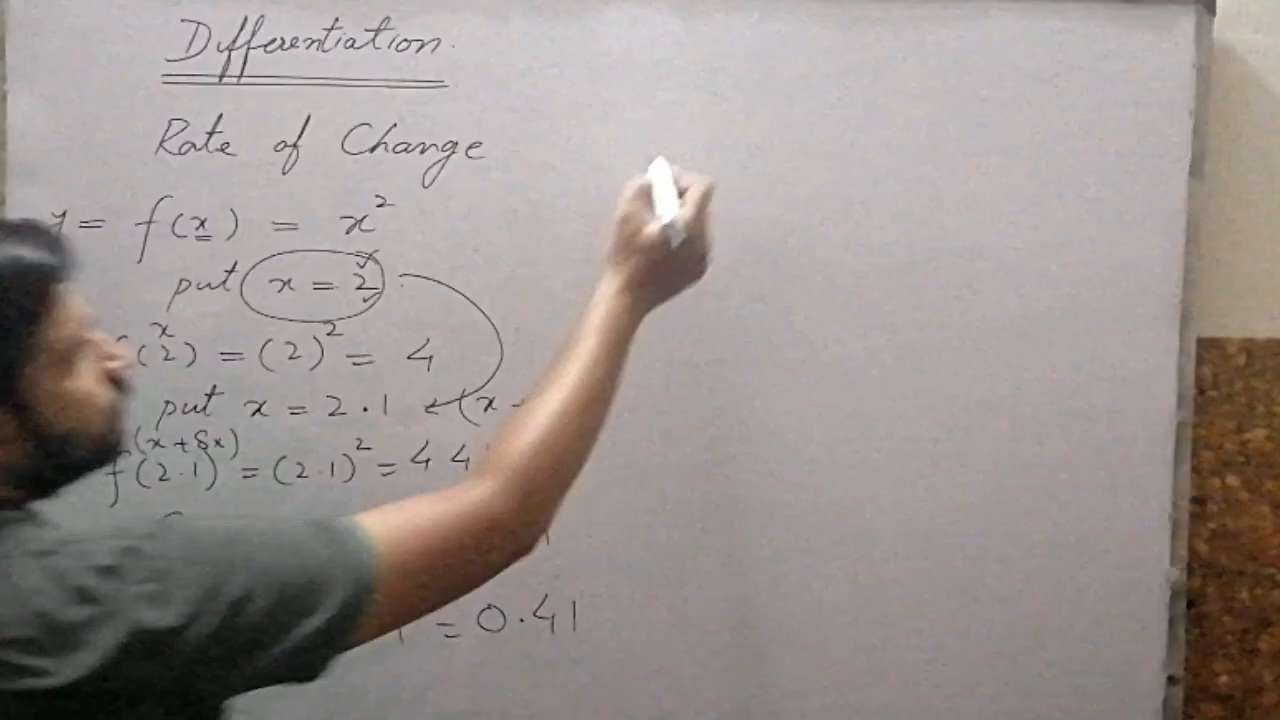 Differentiation.
Rate of Change
y = f(x) = x²
put x = 2
(2) = (2)² = 4
x
put x = 2.1 ← (x
(x + δx)
f(2.1) = (2.1)² = 4 4
= 0.41